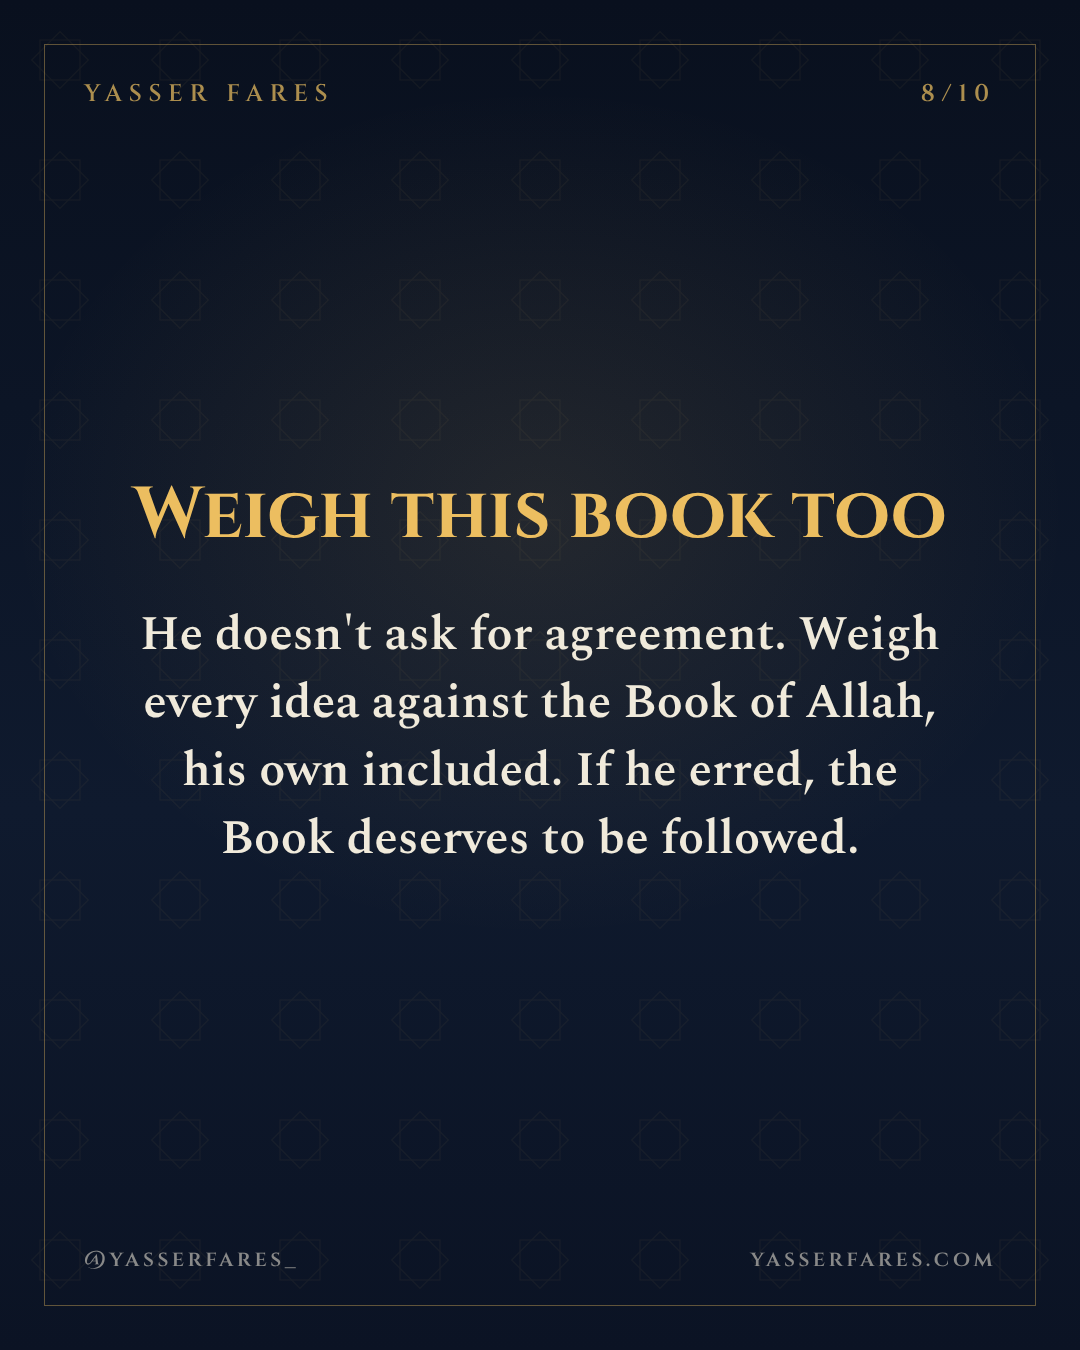 YASSER FARES
8/10
Weigh this book too
He doesn't ask for agreement. Weigh
every idea against the Book of Allah,
his own included. If he erred, the
Book deserves to be followed.
@YASSERFARES_
YASSERFARES.COM